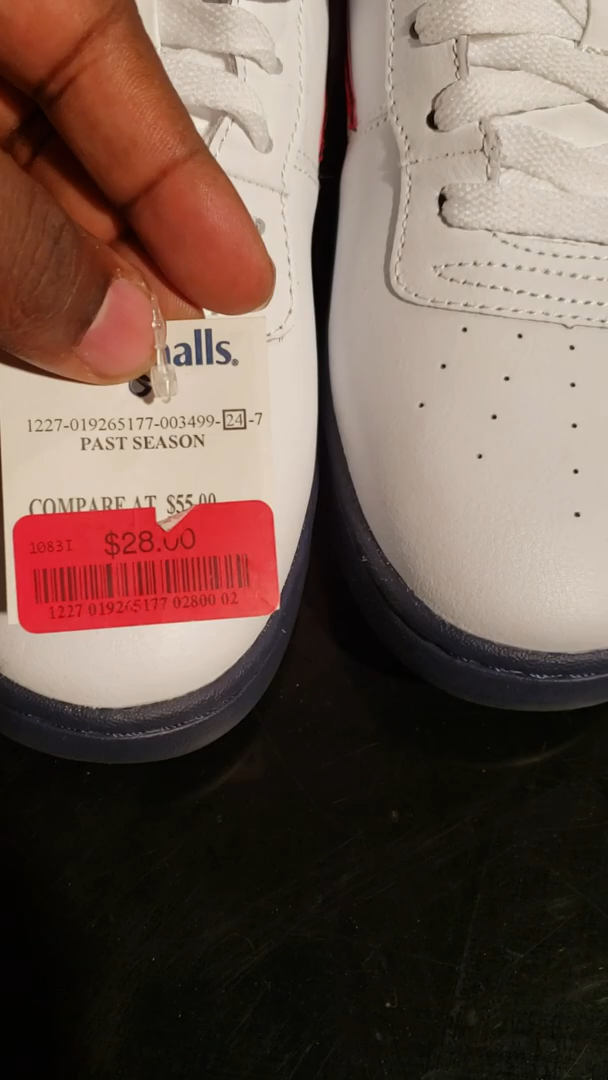 alls.
1227-019265177-003499-24-7
PAST SEASON
COMPARE AT $55.00
1083I $28.00
1227 019265177 02800 02